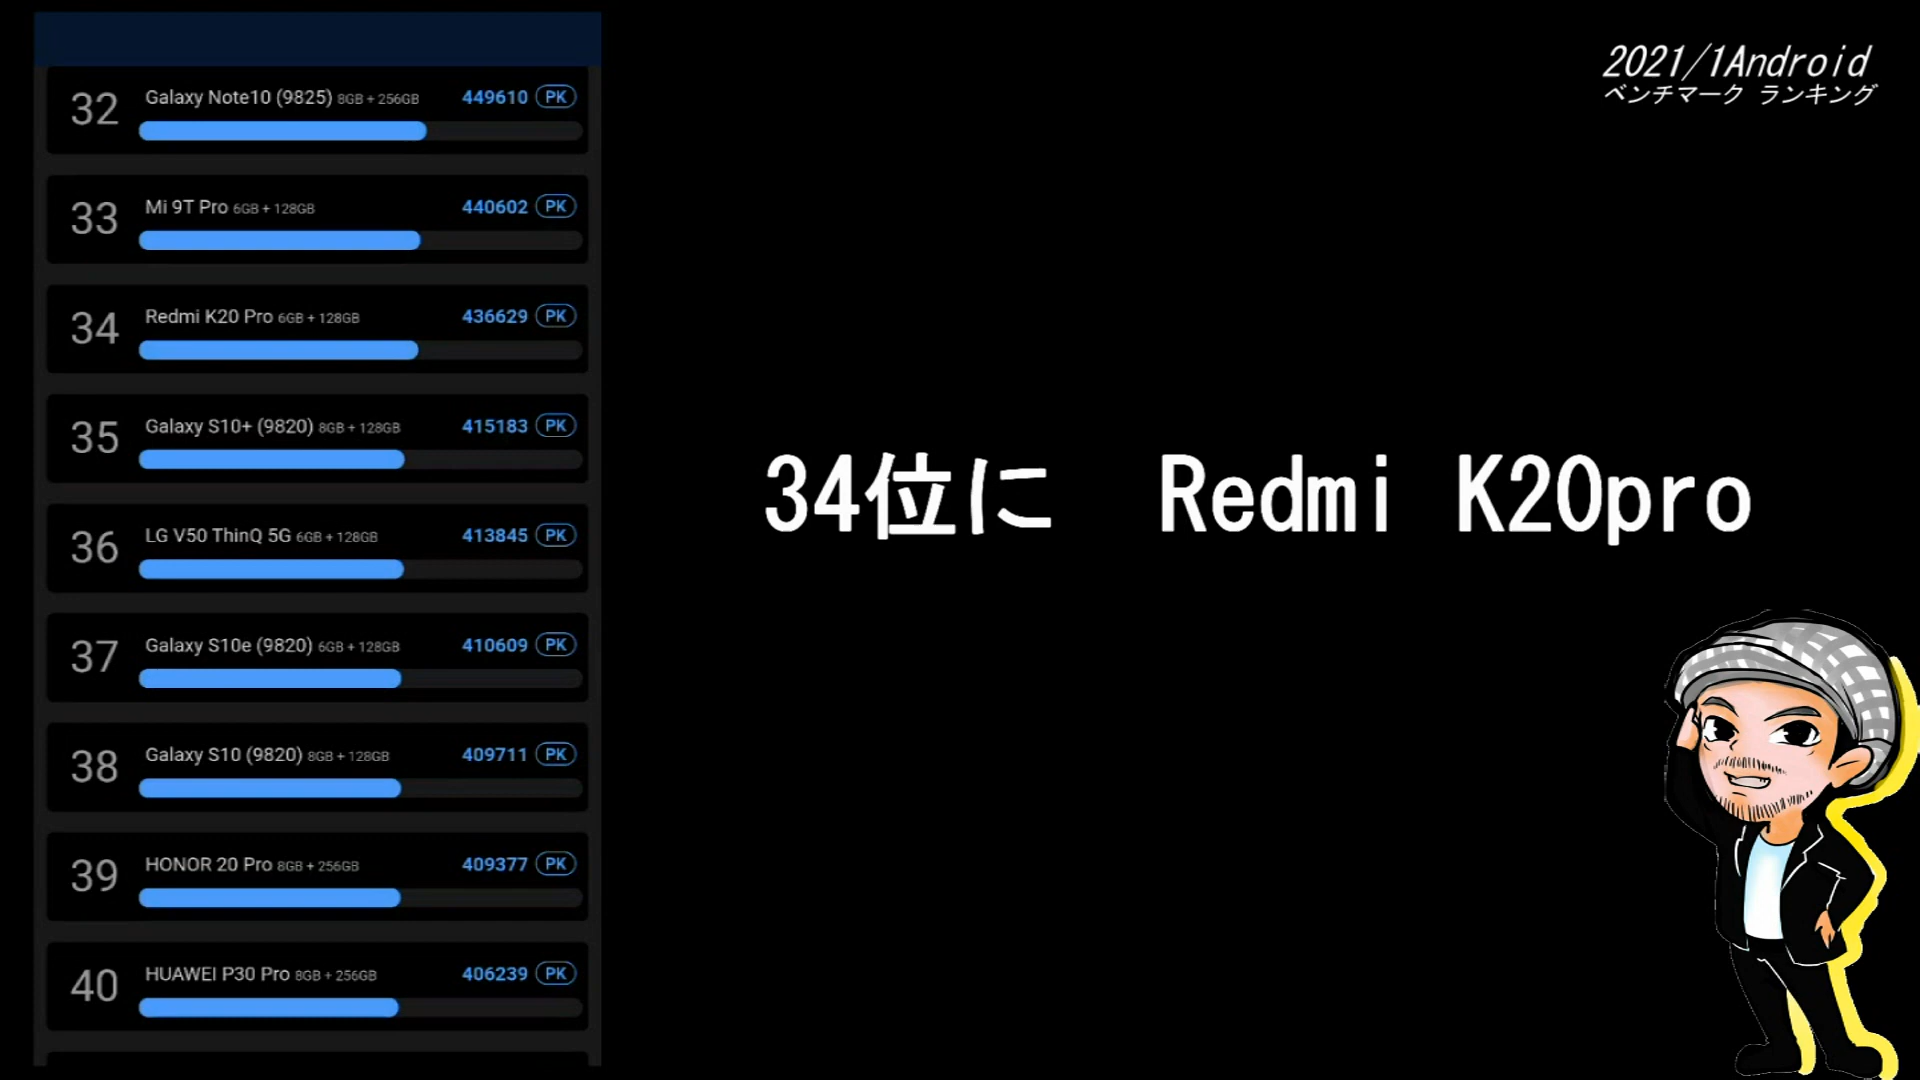 32 Galaxy Note10 (9825) 8GB + 256GB 449610 PK
33 Mi 9T Pro 6GB + 128GB 440602 PK
34 Redmi K20 Pro 6GB + 128GB 436629 PK
35 Galaxy S10+ (9820) 8GB + 128GB 415183 PK
36 LG V50 ThinQ 5G 6GB + 128GB 413845 PK
37 Galaxy S10e (9820) 6GB + 128GB 410609 PK
38 Galaxy S10 (9820) 8GB + 128GB 409711 PK
39 HONOR 20 Pro 8GB + 256GB 409377 PK
40 HUAWEI P30 Pro 8GB + 256GB 406239 PK
2021/1Android
ベンチマーク ランキング
34位に　Redmi K20pro